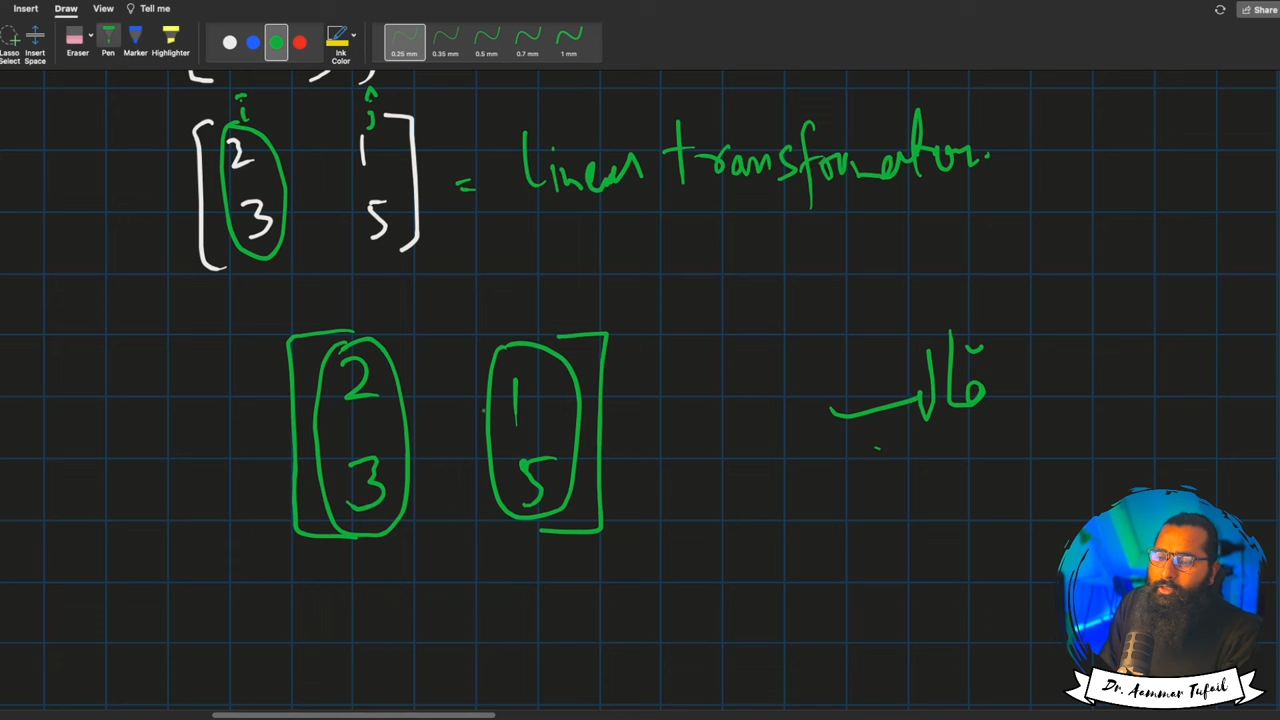 Insert Draw View Tell me
Share
Lasso Select
Insert Space
Eraser
Pen
Marker
Highlighter
Ink Color
0.25 mm 0.35 mm 0.5 mm 0.7 mm 1 mm
î ĵ
2 1 = linear transformation.
3 5
2 1
3 5
Dr. Aammar Tufail